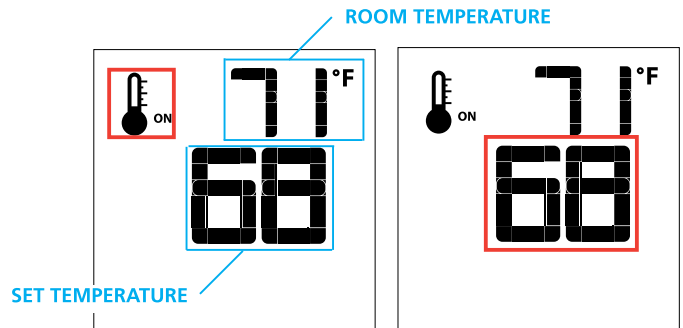 ROOM TEMPERATURE
71 °F
ON
68
SET TEMPERATURE
71 °F
ON
68